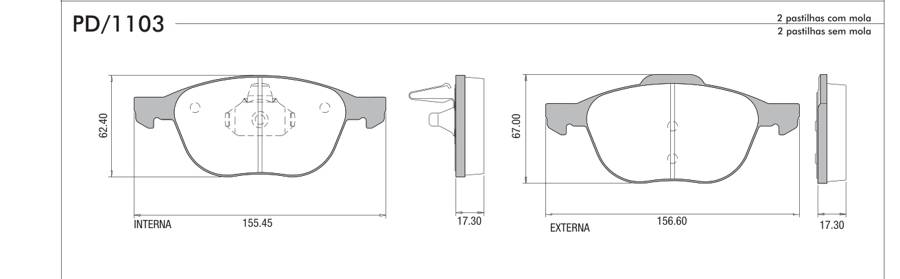 PD/1103
2 pastilhas com mola
2 pastilhas sem mola
62.40
INTERNA
155.45
17.30
67.00
EXTERNA
156.60
17.30